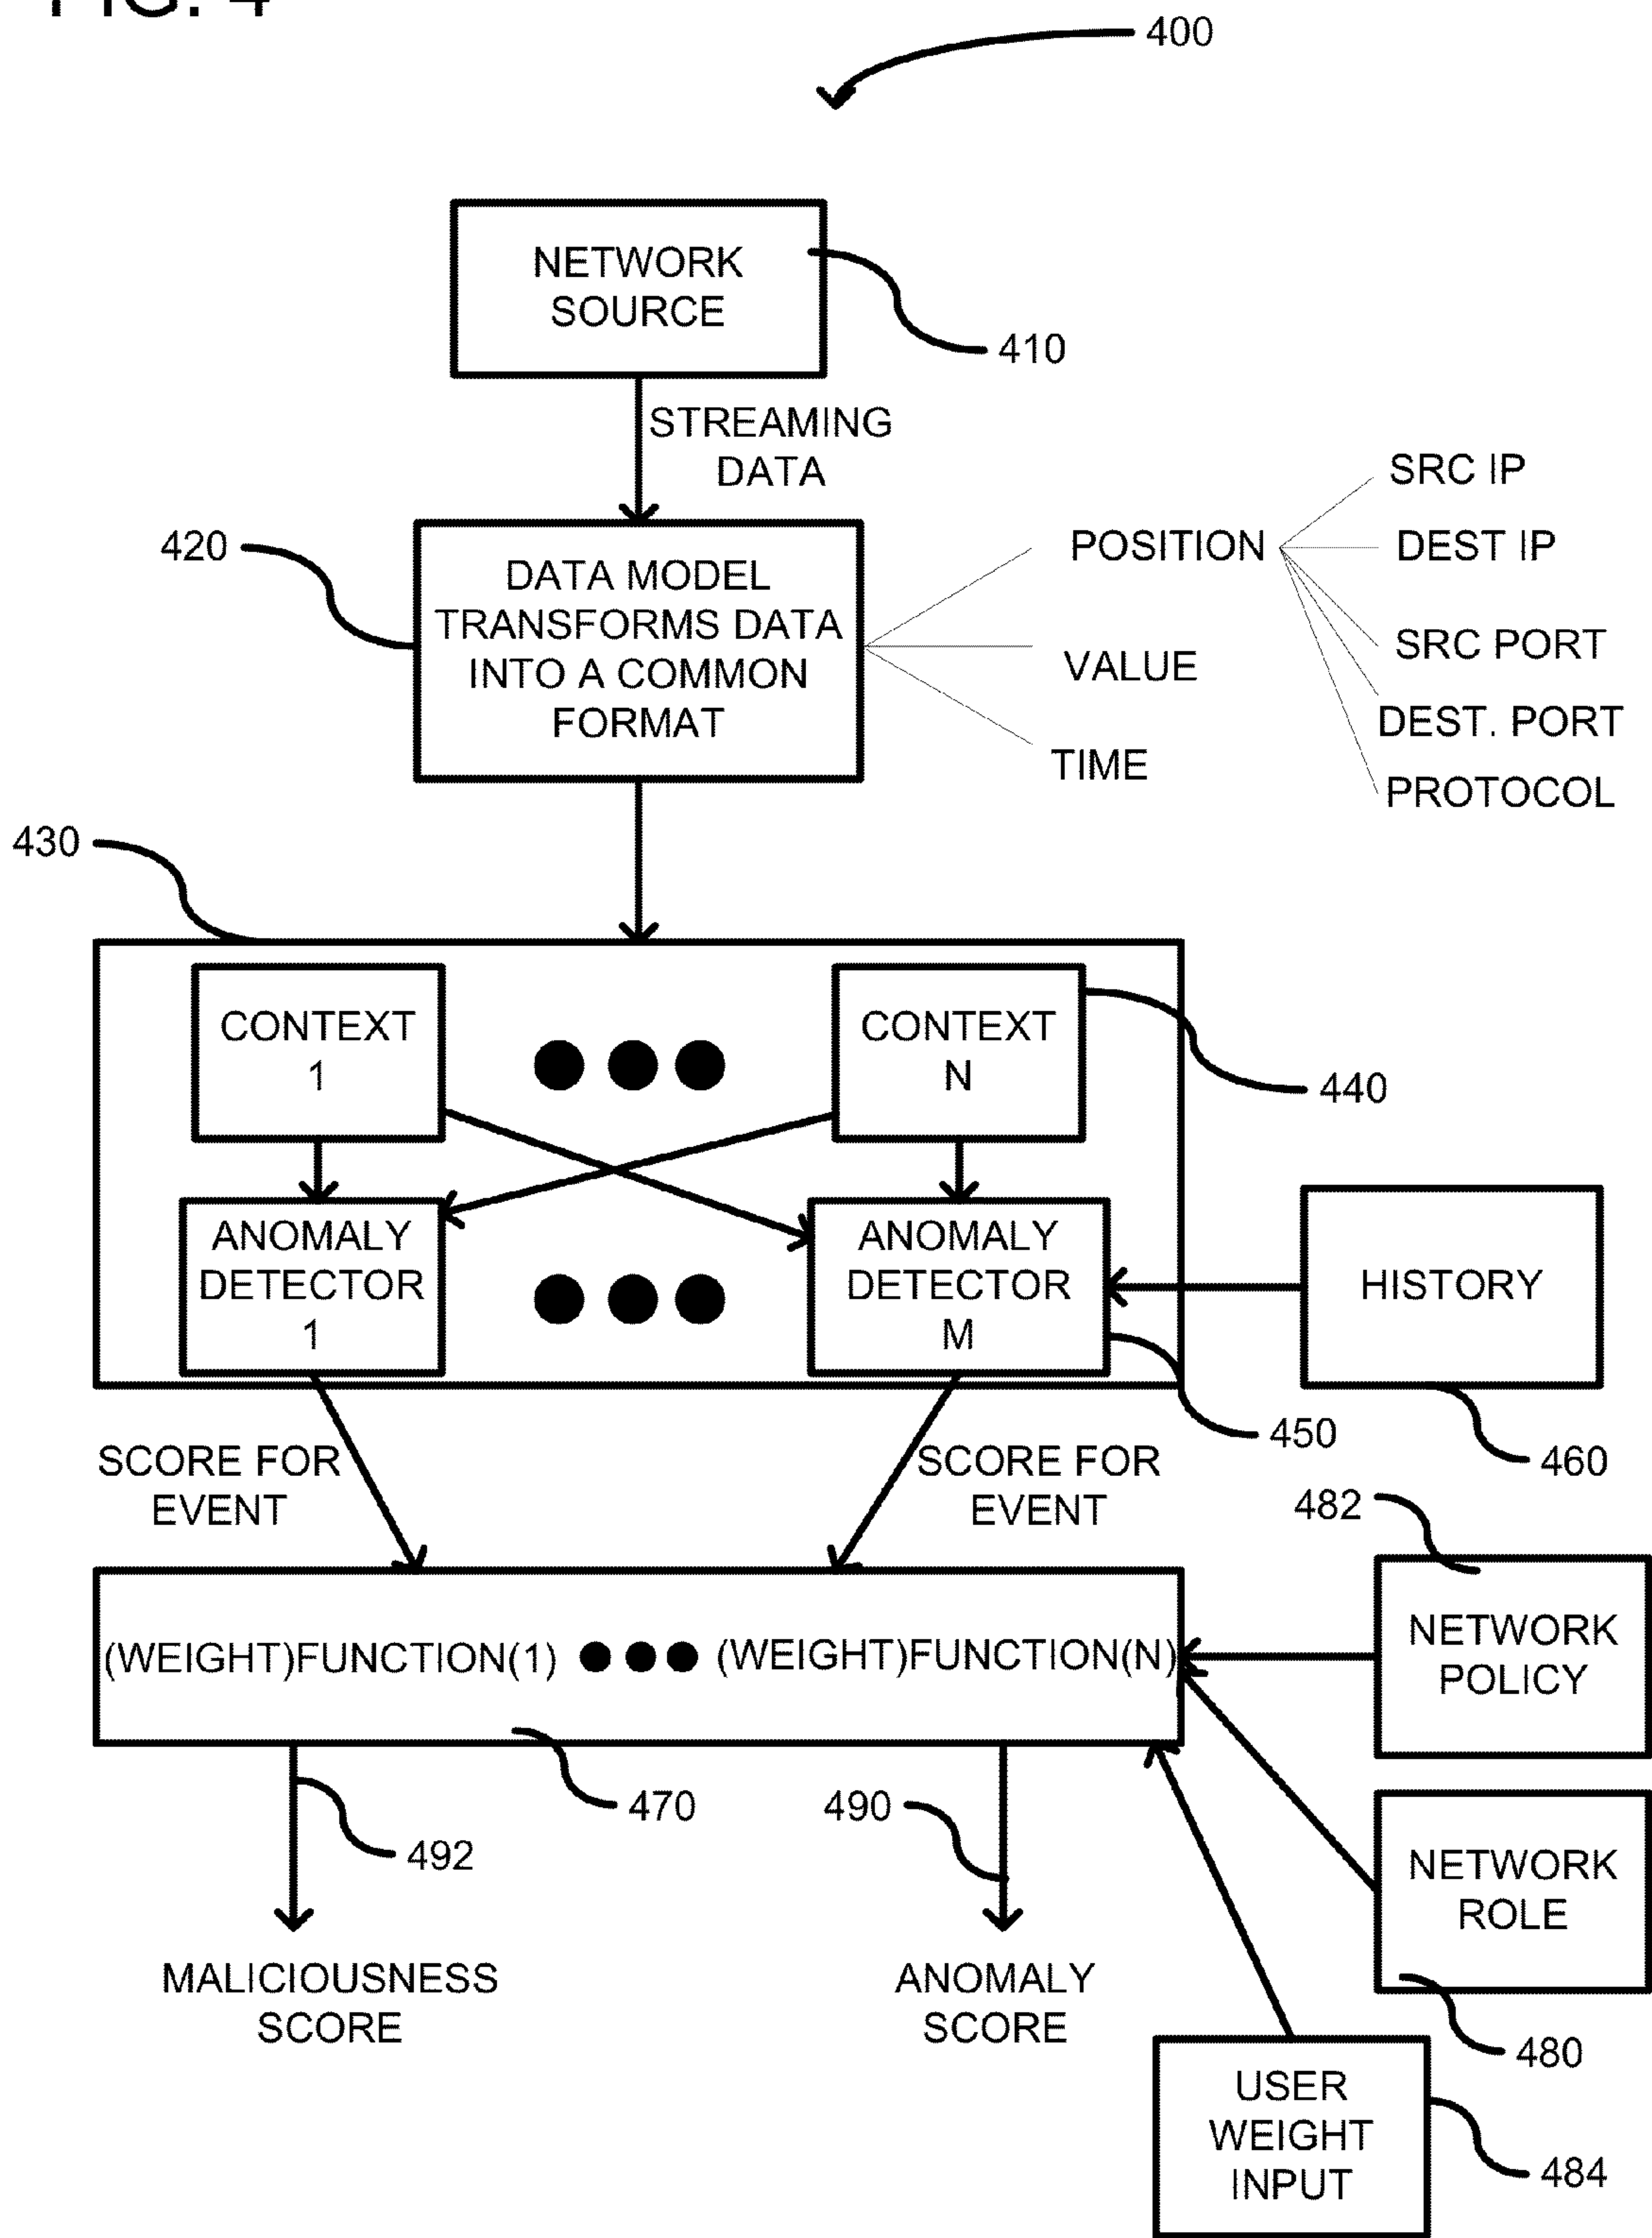 FIG. 4
400
NETWORK
SOURCE
410
STREAMING
DATA
420
DATA MODEL
TRANSFORMS DATA
INTO A COMMON
FORMAT
POSITION
VALUE
TIME
SRC IP
DEST IP
SRC PORT
DEST. PORT
PROTOCOL
430
CONTEXT
1
CONTEXT
N
440
ANOMALY
DETECTOR
1
ANOMALY
DETECTOR
M
HISTORY
450
460
SCORE FOR
EVENT
SCORE FOR
EVENT
482
(WEIGHT)FUNCTION(1)
(WEIGHT)FUNCTION(N)
NETWORK
POLICY
470
490
492
NETWORK
ROLE
MALICIOUSNESS
SCORE
ANOMALY
SCORE
480
USER
WEIGHT
INPUT
484